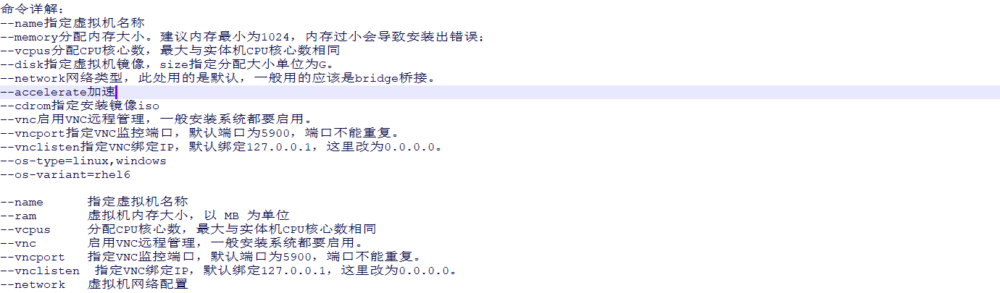 命令详解：
--name指定虚拟机名称
--memory分配内存大小。建议内存最小为1024，内存过小会导致安装出错误；
--vcpus分配CPU核心数，最大与实体机CPU核心数相同
--disk指定虚拟机镜像，size指定分配大小单位为G。
--network网络类型，此处用的是默认，一般用的应该是bridge桥接。
--accelerate加速
--cdrom指定安装镜像iso
--vnc启用VNC远程管理，一般安装系统都要启用。
--vncport指定VNC监控端口，默认端口为5900，端口不能重复。
--vnclisten指定VNC绑定IP，默认绑定127.0.0.1，这里改为0.0.0.0。
--os-type=linux,windows
--os-variant=rhel6
--name 指定虚拟机名称
--ram 虚拟机内存大小，以 MB 为单位
--vcpus 分配CPU核心数，最大与实体机CPU核心数相同
--vnc 启用VNC远程管理，一般安装系统都要启用。
--vncport 指定VNC监控端口，默认端口为5900，端口不能重复。
--vnclisten 指定VNC绑定IP，默认绑定127.0.0.1，这里改为0.0.0.0。
--network 虚拟机网络配置